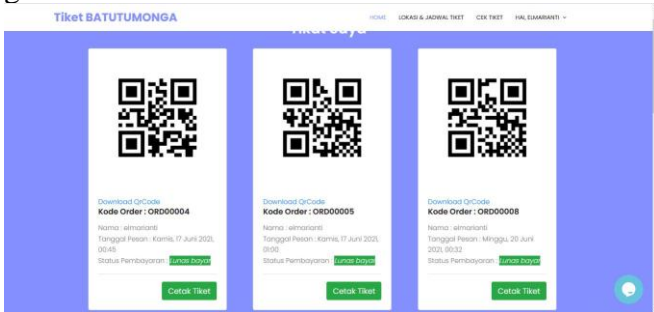 Tiket BATUTUMONGA
HOME LOKASI & JADWAL TIKET CEK TIKET HAI, ELMARIANTI
Tiket Saya
Download QrCode
Kode Order : ORD00004
Nama : elmarianti
Tanggal Pesan : Kamis, 17 Juni 2021,
00:45
Status Pembayaran : Lunas bayar
Cetak Tiket
Download QrCode
Kode Order : ORD00005
Nama : elmarianti
Tanggal Pesan : Kamis, 17 Juni 2021,
01:00
Status Pembayaran : Lunas bayar
Cetak Tiket
Download QrCode
Kode Order : ORD00008
Nama : elmarianti
Tanggal Pesan : Minggu, 20 Juni
2021, 00:32
Status Pembayaran : Lunas bayar
Cetak Tiket